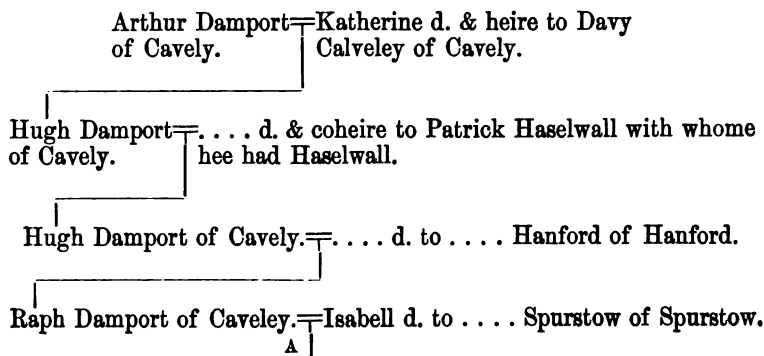 Arthur Damport=Katherine d. & heire to Davy
of Cavely. Calveley of Cavely.
Hugh Damport=.... d. & coheire to Patrick Haselwall with whome
of Cavely. hee had Haselwall.
Hugh Damport of Cavely.=.... d. to .... Hanford of Hanford.
Raph Damport of Caveley.=Isabell d. to .... Spurstow of Spurstow.
A